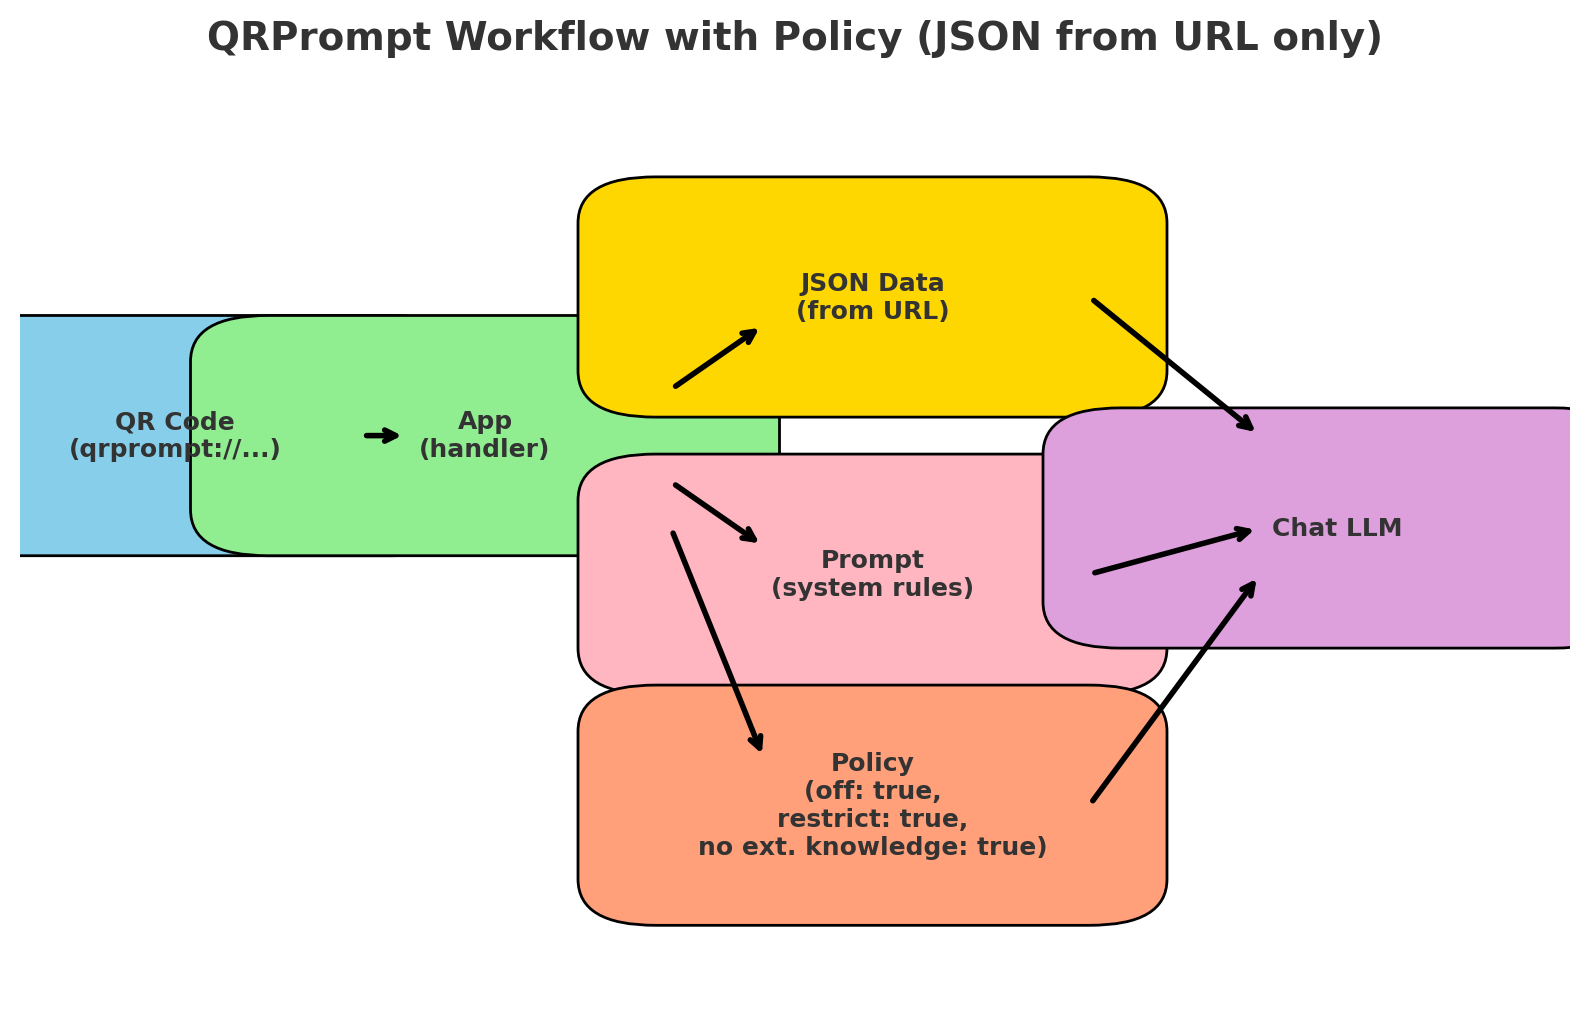 QRPrompt Workflow with Policy (JSON from URL only)
QR Code
(qrprompt://...)
App
(handler)
JSON Data
(from URL)
Prompt
(system rules)
Policy
(off: true,
restrict: true,
no ext. knowledge: true)
Chat LLM